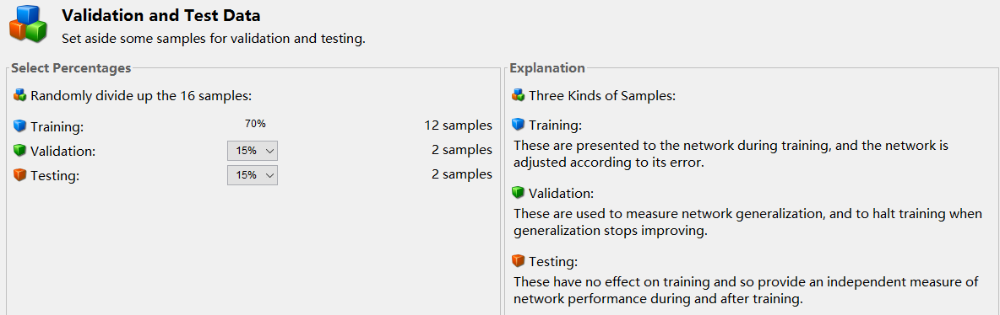 Validation and Test Data
Set aside some samples for validation and testing.
Select Percentages
Randomly divide up the 16 samples:
Training: 70% 12 samples
Validation: 15% 2 samples
Testing: 15% 2 samples
Explanation
Three Kinds of Samples:
Training:
These are presented to the network during training, and the network is
adjusted according to its error.
Validation:
These are used to measure network generalization, and to halt training when
generalization stops improving.
Testing:
These have no effect on training and so provide an independent measure of
network performance during and after training.